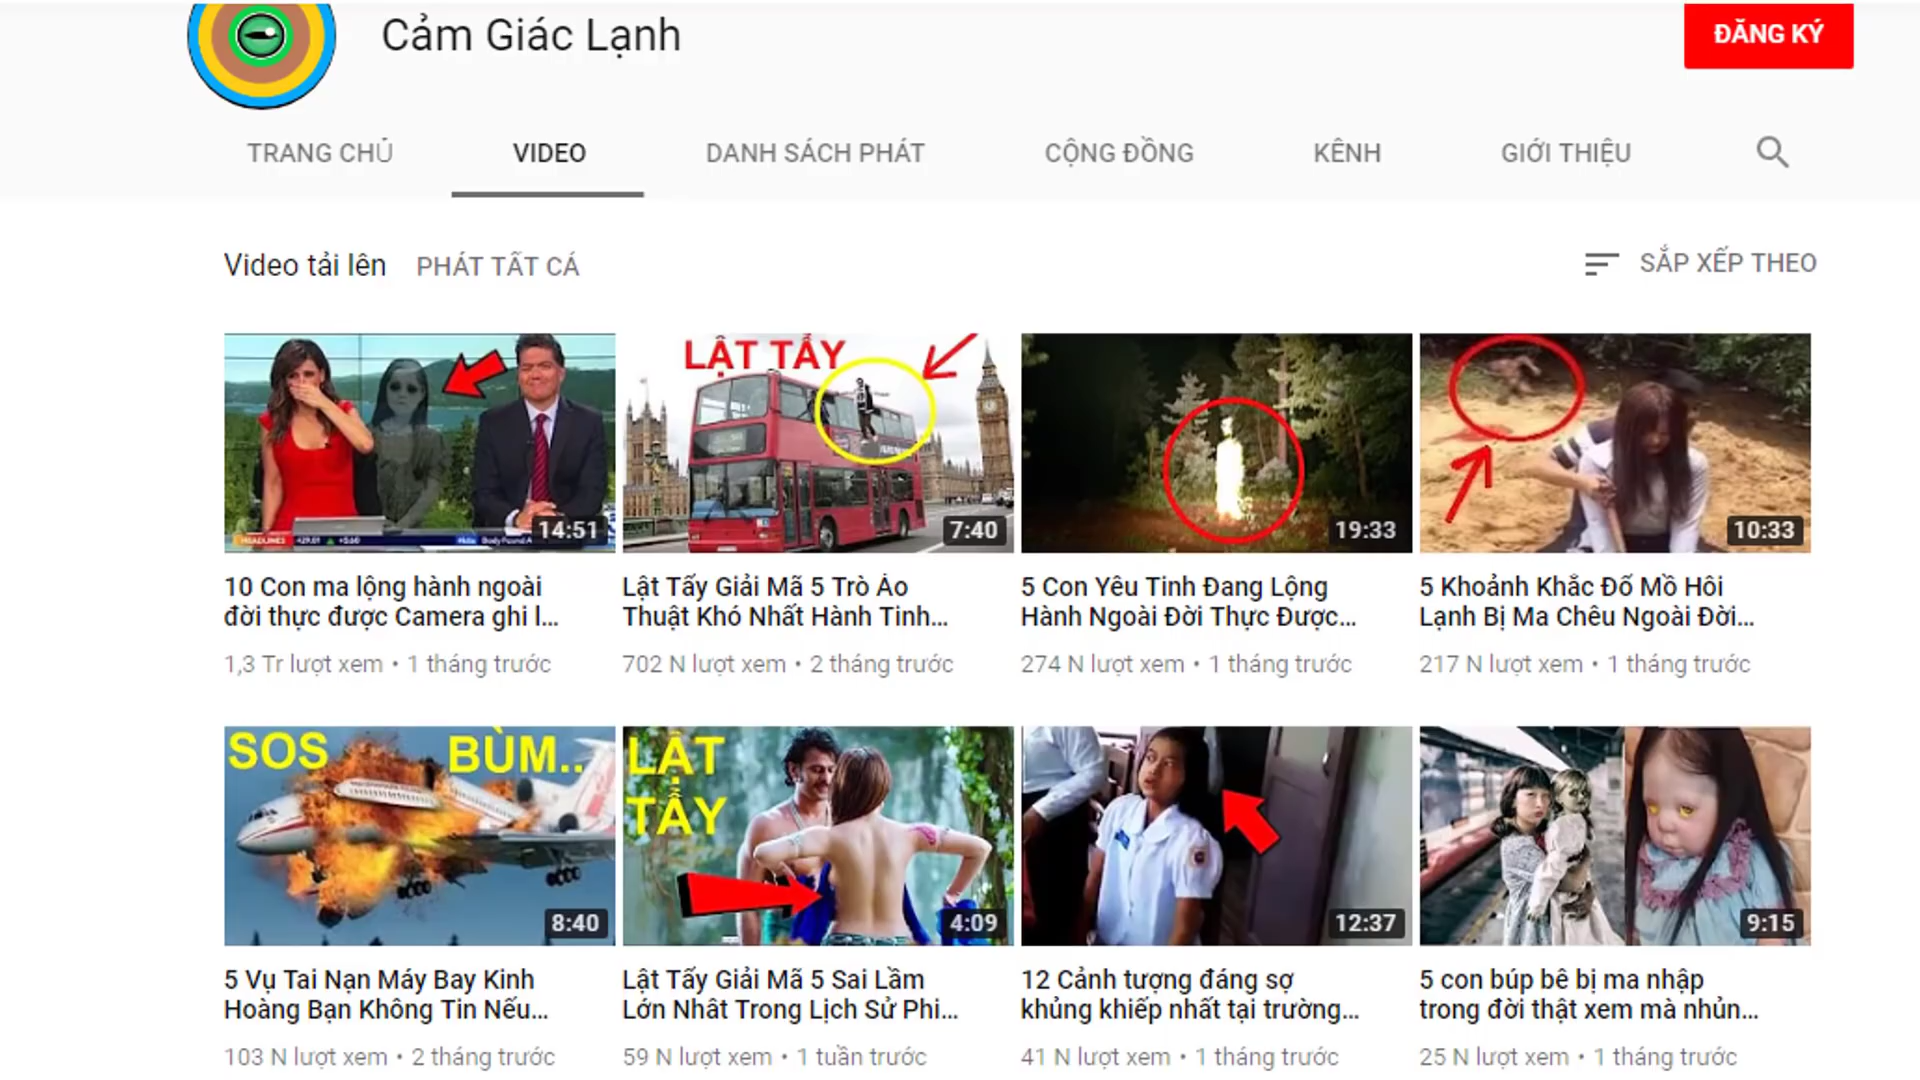 Cảm Giác Lạnh
ĐĂNG KÝ
TRANG CHỦ
VIDEO
DANH SÁCH PHÁT
CỘNG ĐỒNG
KÊNH
GIỚI THIỆU
Video tải lên
PHÁT TẤT CẢ
SẮP XẾP THEO
HEADLINES
14:51
LẬT TẨY
7:40
19:33
10:33
10 Con ma lộng hành ngoài
đời thực được Camera ghi l...
1,3 Tr lượt xem • 1 tháng trước
Lật Tẩy Giải Mã 5 Trò Ảo
Thuật Khó Nhất Hành Tinh...
702 N lượt xem • 2 tháng trước
5 Con Yêu Tinh Đang Lộng
Hành Ngoài Đời Thực Được...
274 N lượt xem • 1 tháng trước
5 Khoảnh Khắc Đổ Mồ Hôi
Lạnh Bị Ma Chêu Ngoài Đời...
217 N lượt xem • 1 tháng trước
SOS
BÙM..
8:40
LẬT
TẨY
4:09
12:37
9:15
5 Vụ Tai Nạn Máy Bay Kinh
Hoàng Bạn Không Tin Nếu...
103 N lượt xem • 2 tháng trước
Lật Tẩy Giải Mã 5 Sai Lầm
Lớn Nhât Trong Lịch Sử Phi...
59 N lượt xem • 1 tuần trước
12 Cảnh tượng đáng sợ
khủng khiếp nhất tại trường...
41 N lượt xem • 1 tháng trước
5 con búp bê bị ma nhập
trong đời thật xem mà nhủn...
25 N lượt xem • 1 tháng trước